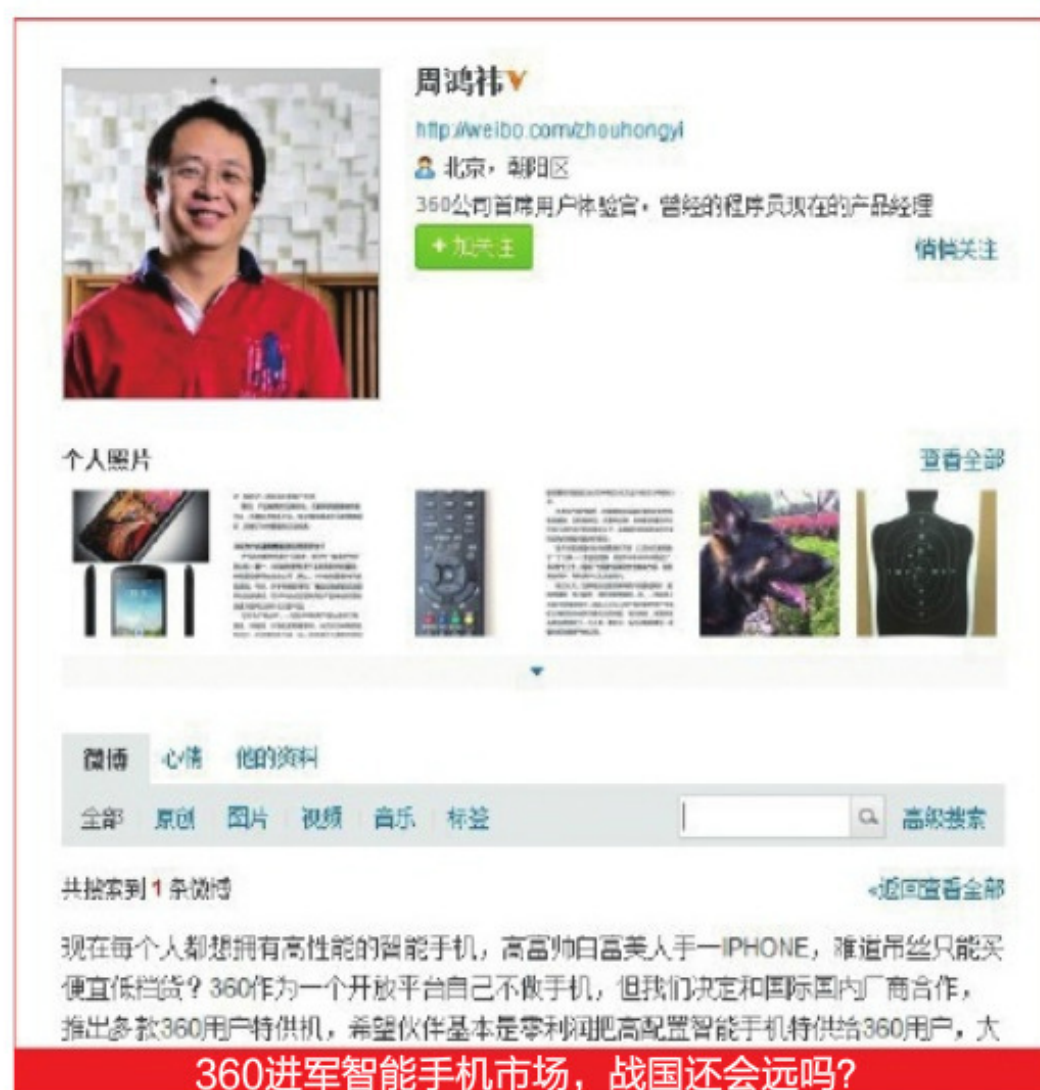 周鸿祎V
http://weibo.com/zhouhongyi
北京，朝阳区
360公司首席用户体验官，曾经的程序员现在的产品经理
+加关注
悄悄关注
个人照片
查看全部
微博 心情 他的资料
全部 原创 图片 视频 音乐 标签
高级搜索
共搜索到 1 条微博
«返回查看全部
现在每个人都想拥有高性能的智能手机，高富帅白富美人手一IPHONE，难道吊丝只能买
便宜低档货？360作为一个开放平台自己不做手机，但我们决定和国际国内厂商合作，
推出多款360用户特供机，希望伙伴基本是零利润把高配置智能手机特供给360用户，大
360进军智能手机市场，战国还会远吗？